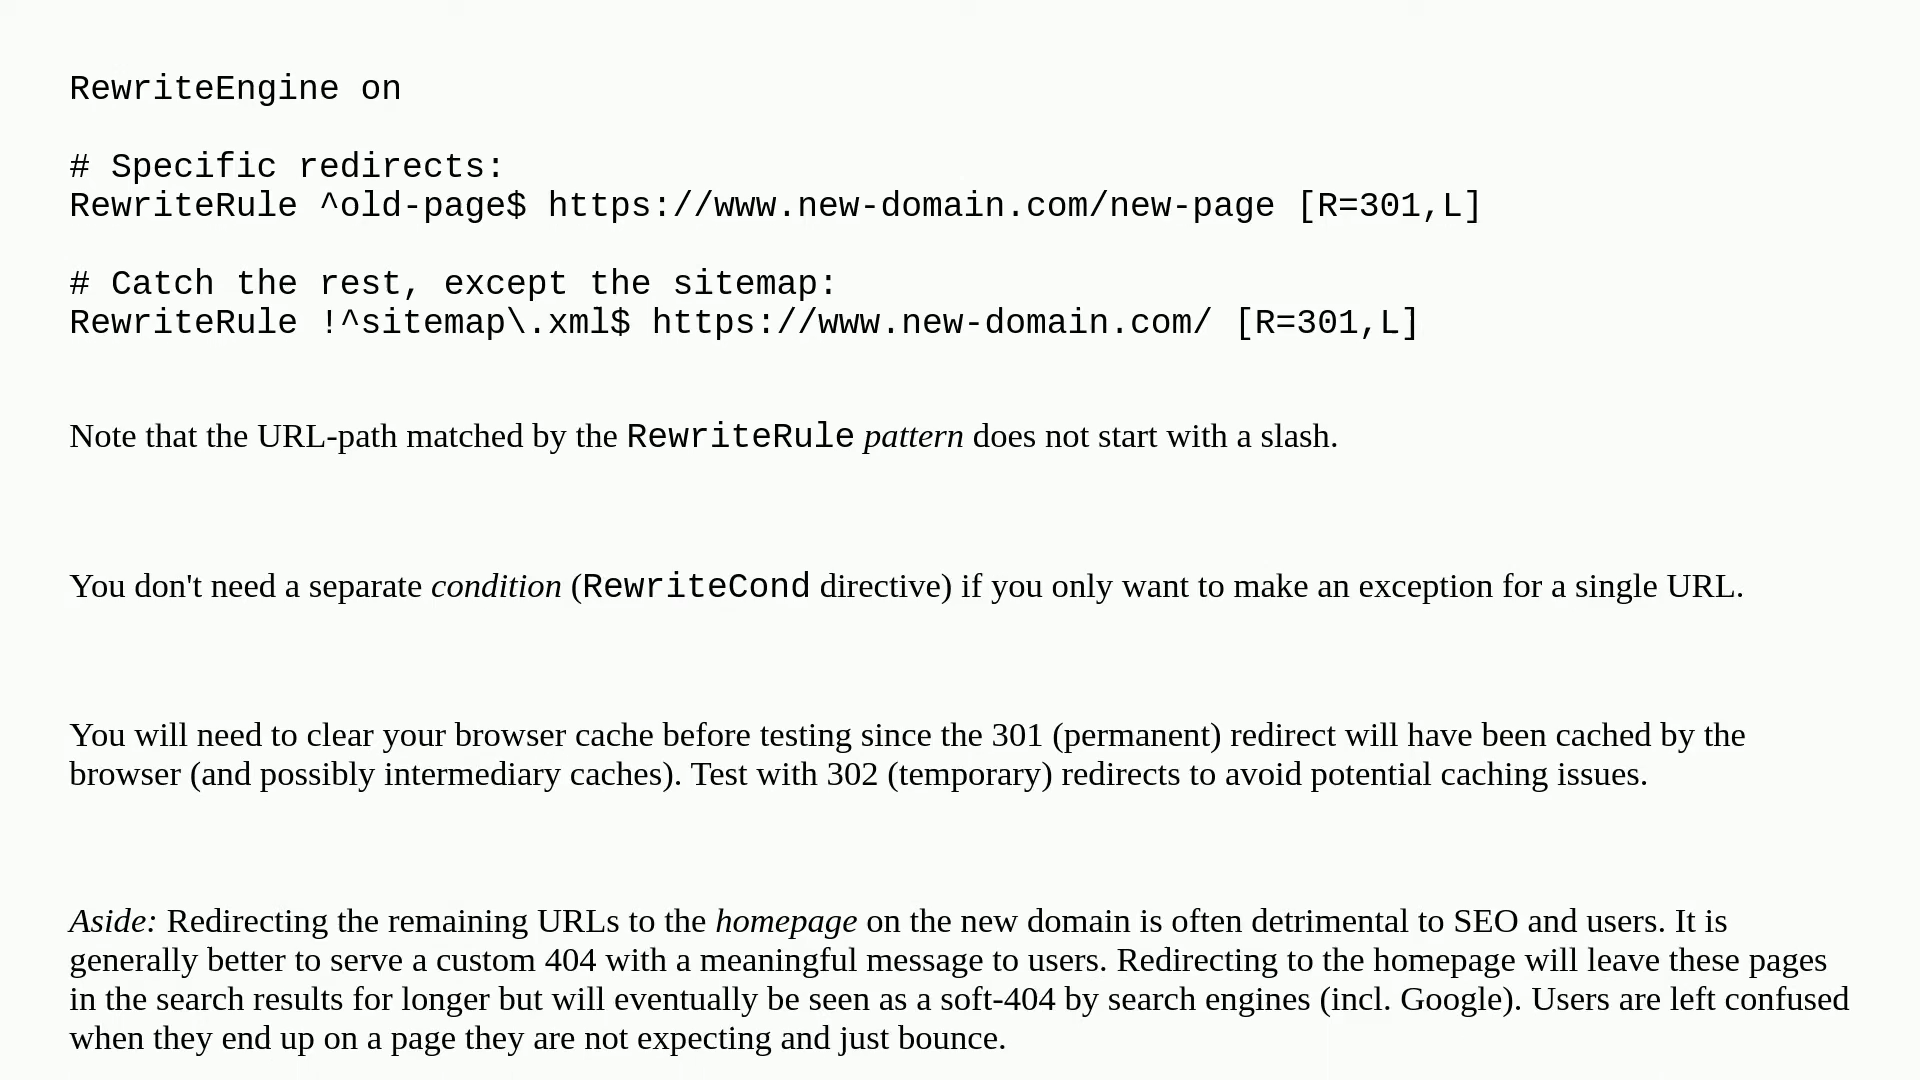 RewriteEngine on
# Specific redirects:
RewriteRule ^old-page$ https://www.new-domain.com/new-page [R=301,L]
# Catch the rest, except the sitemap:
RewriteRule !^sitemap\.xml$ https://www.new-domain.com/ [R=301,L]
Note that the URL-path matched by the RewriteRule pattern does not start with a slash.
You don't need a separate condition (RewriteCond directive) if you only want to make an exception for a single URL.
You will need to clear your browser cache before testing since the 301 (permanent) redirect will have been cached by the
browser (and possibly intermediary caches). Test with 302 (temporary) redirects to avoid potential caching issues.
Aside: Redirecting the remaining URLs to the homepage on the new domain is often detrimental to SEO and users. It is
generally better to serve a custom 404 with a meaningful message to users. Redirecting to the homepage will leave these pages
in the search results for longer but will eventually be seen as a soft-404 by search engines (incl. Google). Users are left confused
when they end up on a page they are not expecting and just bounce.